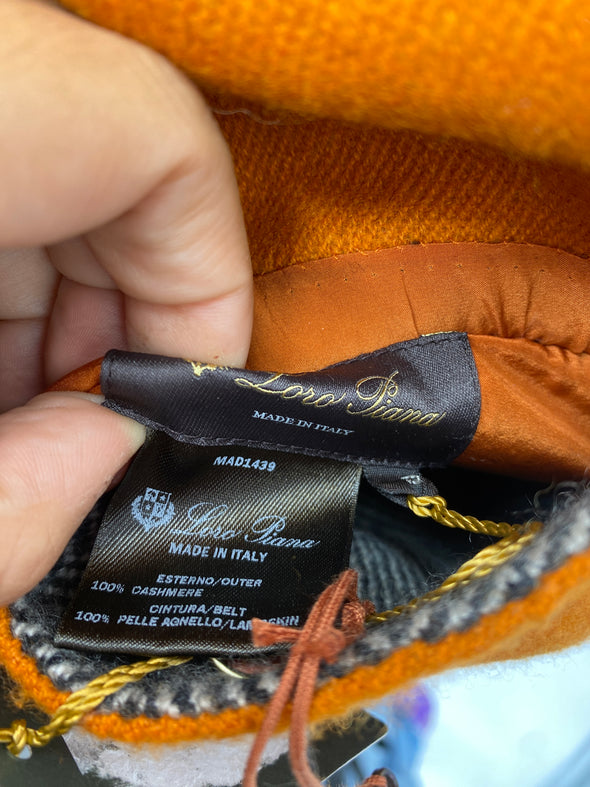 Loro Piana
MADE IN ITALY
MAD1439
Loro Piana
MADE IN ITALY
ESTERNO/OUTER
100% CASHMERE
CINTURA/BELT
100% PELLE AGNELLO/LAMBSKIN